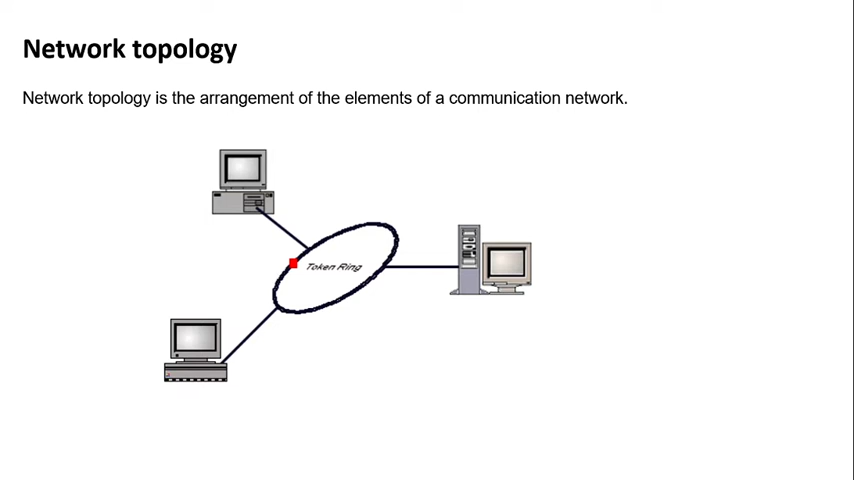 Network topology
Network topology is the arrangement of the elements of a communication network.
Token Ring